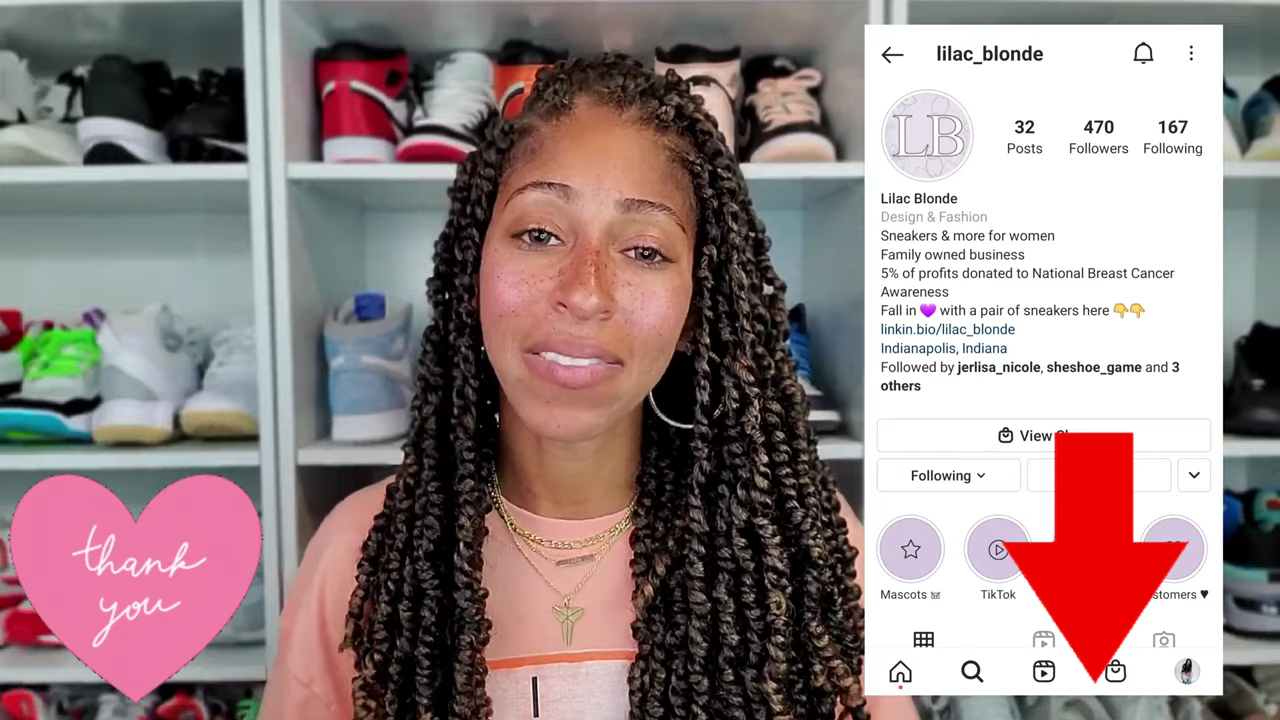 lilac_blonde
LB
32
470
167
Posts
Followers
Following
Lilac Blonde
Design & Fashion
Sneakers & more for women
Family owned business
5% of profits donated to National Breast Cancer
Awareness
Fall in 💜 with a pair of sneakers here 👇👇
linkin.bio/lilac_blonde
Indianapolis, Indiana
Followed by jerlisa_nicole, sheshoe_game and 3
others
View
Following
Mascots
TikTok
stomers ♥
thank
you